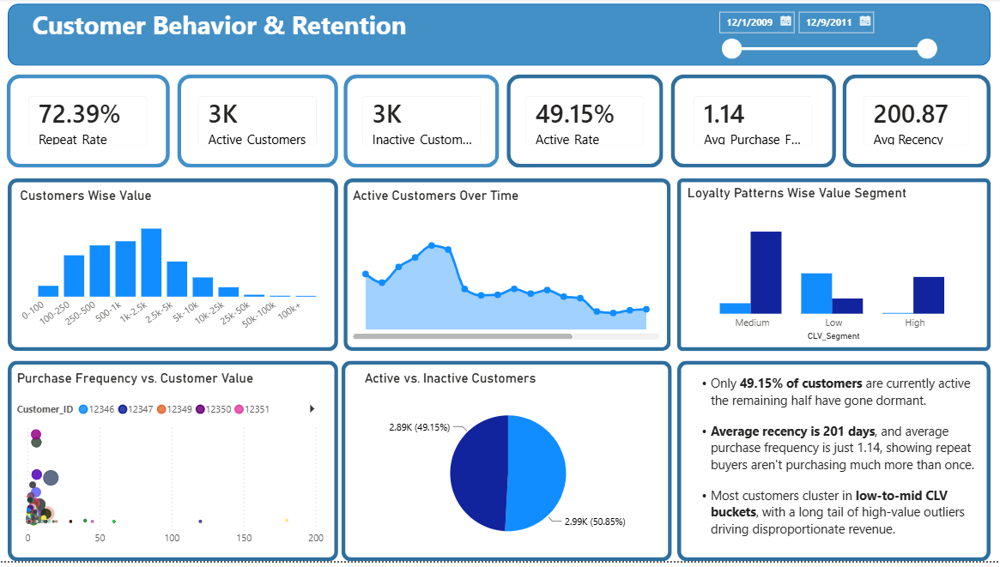 Customer Behavior & Retention
12/1/2009
12/9/2011
72.39%
Repeat Rate
3K
Active Customers
3K
Inactive Custom...
49.15%
Active Rate
1.14
Avg Purchase F...
200.87
Avg Recency
Customers Wise Value
0-100
100-250
250-500
500-1k
1k-2.5k
2.5k-5k
5k-10k
10k-25k
25k-50k
50k-100k
100k+
Active Customers Over Time
Loyalty Patterns Wise Value Segment
Medium
Low
High
CLV_Segment
Purchase Frequency vs. Customer Value
Customer_ID
12346
12347
12349
12350
12351
0
50
100
150
200
Active vs. Inactive Customers
2.89K (49.15%)
2.99K (50.85%)
• Only 49.15% of customers are currently active
the remaining half have gone dormant.
• Average recency is 201 days, and average
purchase frequency is just 1.14, showing repeat
buyers aren't purchasing much more than once.
• Most customers cluster in low-to-mid CLV
buckets, with a long tail of high-value outliers
driving disproportionate revenue.